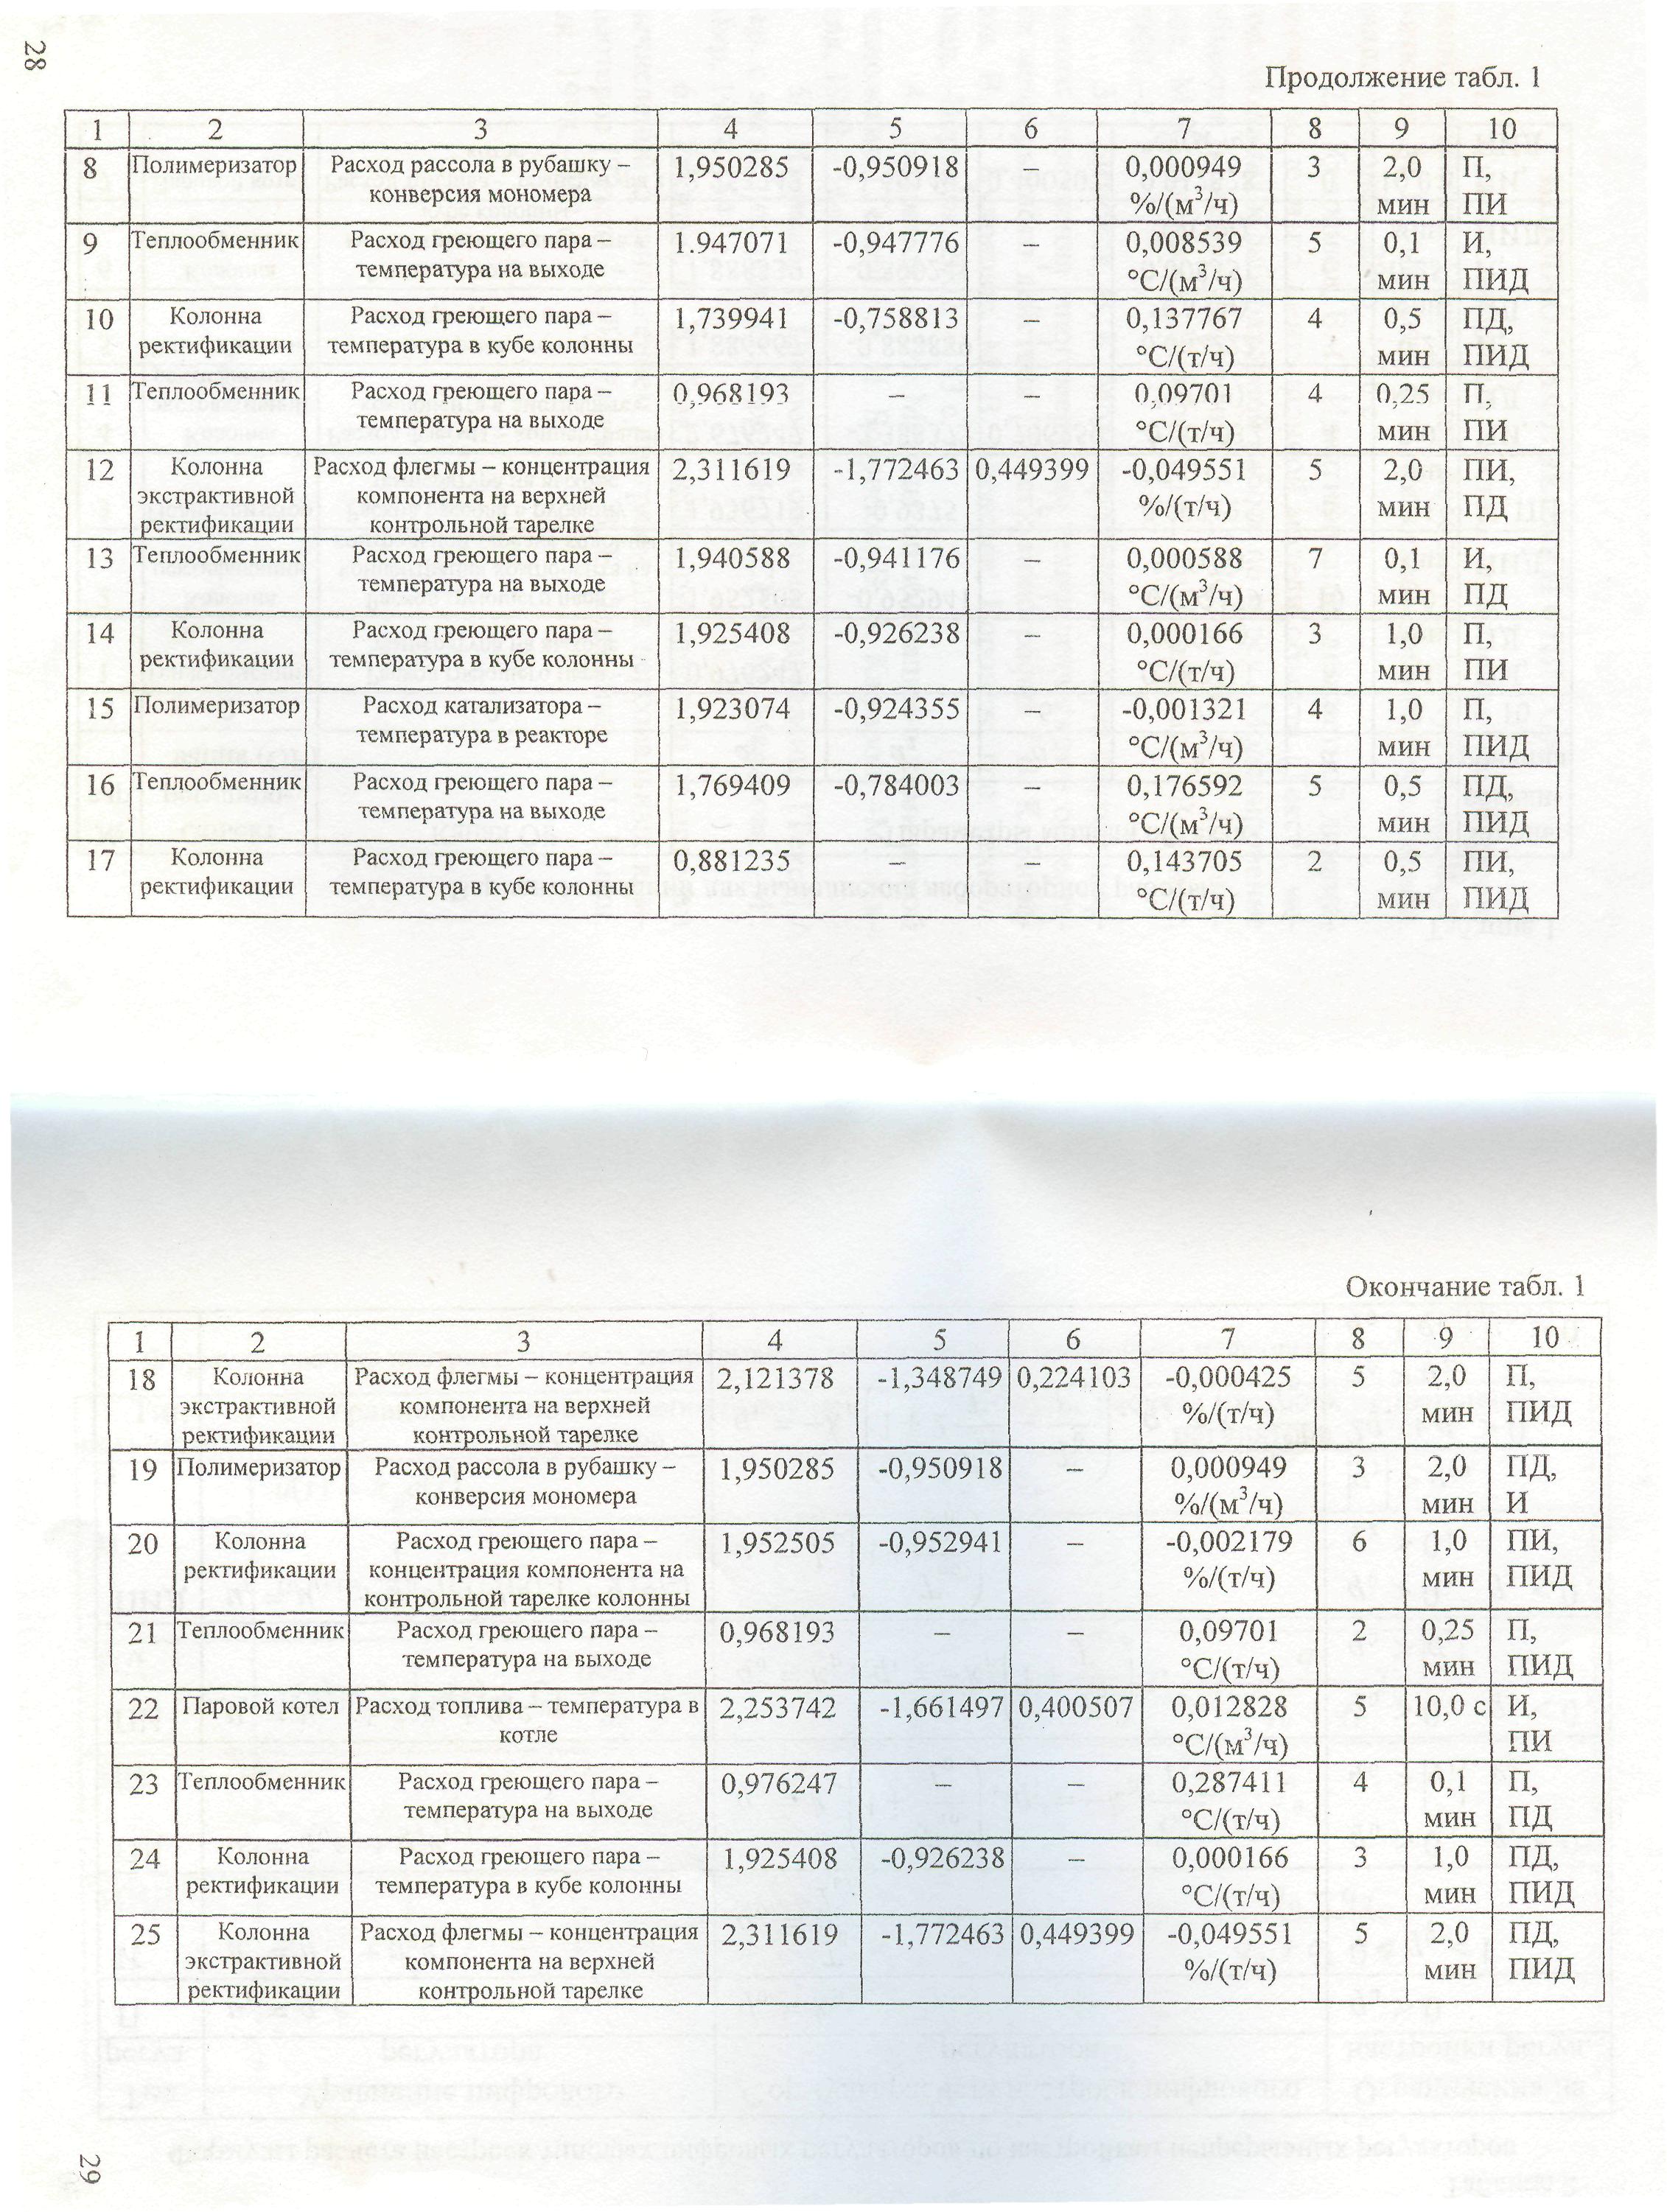 28
Продолжение табл. 1
1 2 3 4 5 6 7 8 9 10
8 Полимеризатор Расход рассола в рубашку – 1,950285 -0,950918 – 0,000949 3 2,0 П,
конверсия мономера %/(м³/ч) мин ПИ
9 Теплообменник Расход греющего пара – 1.947071 -0,947776 – 0,008539 5 0,1 И,
температура на выходе °С/(м³/ч) мин ПИД
10 Колонна Расход греющего пара – 1,739941 -0,758813 – 0,137767 4 0,5 ПД,
ректификации температура в кубе колонны °С/(т/ч) мин ПИД
11 Теплообменник Расход греющего пара – 0,968193 – – 0,09701 4 0,25 П,
температура на выходе °С/(т/ч) мин ПИ
12 Колонна Расход флегмы – концентрация 2,311619 -1,772463 0,449399 -0,049551 5 2,0 ПИ,
экстрактивной компонента на верхней %/(т/ч) мин ПД
ректификации контрольной тарелке
13 Теплообменник Расход греющего пара – 1,940588 -0,941176 – 0,000588 7 0,1 И,
температура на выходе °С/(м³/ч) мин ПД
14 Колонна Расход греющего пара – 1,925408 -0,926238 – 0,000166 3 1,0 П,
ректификации температура в кубе колонны °С/(т/ч) мин ПИ
15 Полимеризатор Расход катализатора – 1,923074 -0,924355 – -0,001321 4 1,0 П,
температура в реакторе °С/(м³/ч) мин ПИД
16 Теплообменник Расход греющего пара – 1,769409 -0,784003 – 0,176592 5 0,5 ПД,
температура на выходе °С/(м³/ч) мин ПИД
17 Колонна Расход греющего пара – 0,881235 – – 0,143705 2 0,5 ПИ,
ректификации температура в кубе колонны °С/(т/ч) мин ПИД
Окончание табл. 1
1 2 3 4 5 6 7 8 9 10
18 Колонна Расход флегмы – концентрация 2,121378 -1,348749 0,224103 -0,000425 5 2,0 П,
экстрактивной компонента на верхней %/(т/ч) мин ПИД
ректификации контрольной тарелке
19 Полимеризатор Расход рассола в рубашку – 1,950285 -0,950918 – 0,000949 3 2,0 ПД,
конверсия мономера %/(м³/ч) мин И
20 Колонна Расход греющего пара – 1,952505 -0,952941 – -0,002179 6 1,0 ПИ,
ректификации концентрация компонента на %/(т/ч) мин ПИД
контрольной тарелке колонны
21 Теплообменник Расход греющего пара – 0,968193 – – 0,09701 2 0,25 П,
температура на выходе °С/(т/ч) мин ПИД
22 Паровой котел Расход топлива – температура в 2,253742 -1,661497 0,400507 0,012828 5 10,0 с И,
котле °С/(м³/ч) ПИ
23 Теплообменник Расход греющего пара – 0,976247 – – 0,287411 4 0,1 П,
температура на выходе °С/(т/ч) мин ПД
24 Колонна Расход греющего пара – 1,925408 -0,926238 – 0,000166 3 1,0 ПД,
ректификации температура в кубе колонны °С/(т/ч) мин ПИД
25 Колонна Расход флегмы – концентрация 2,311619 -1,772463 0,449399 -0,049551 5 2,0 ПД,
экстрактивной компонента на верхней %/(т/ч) мин ПИД
ректификации контрольной тарелке
29